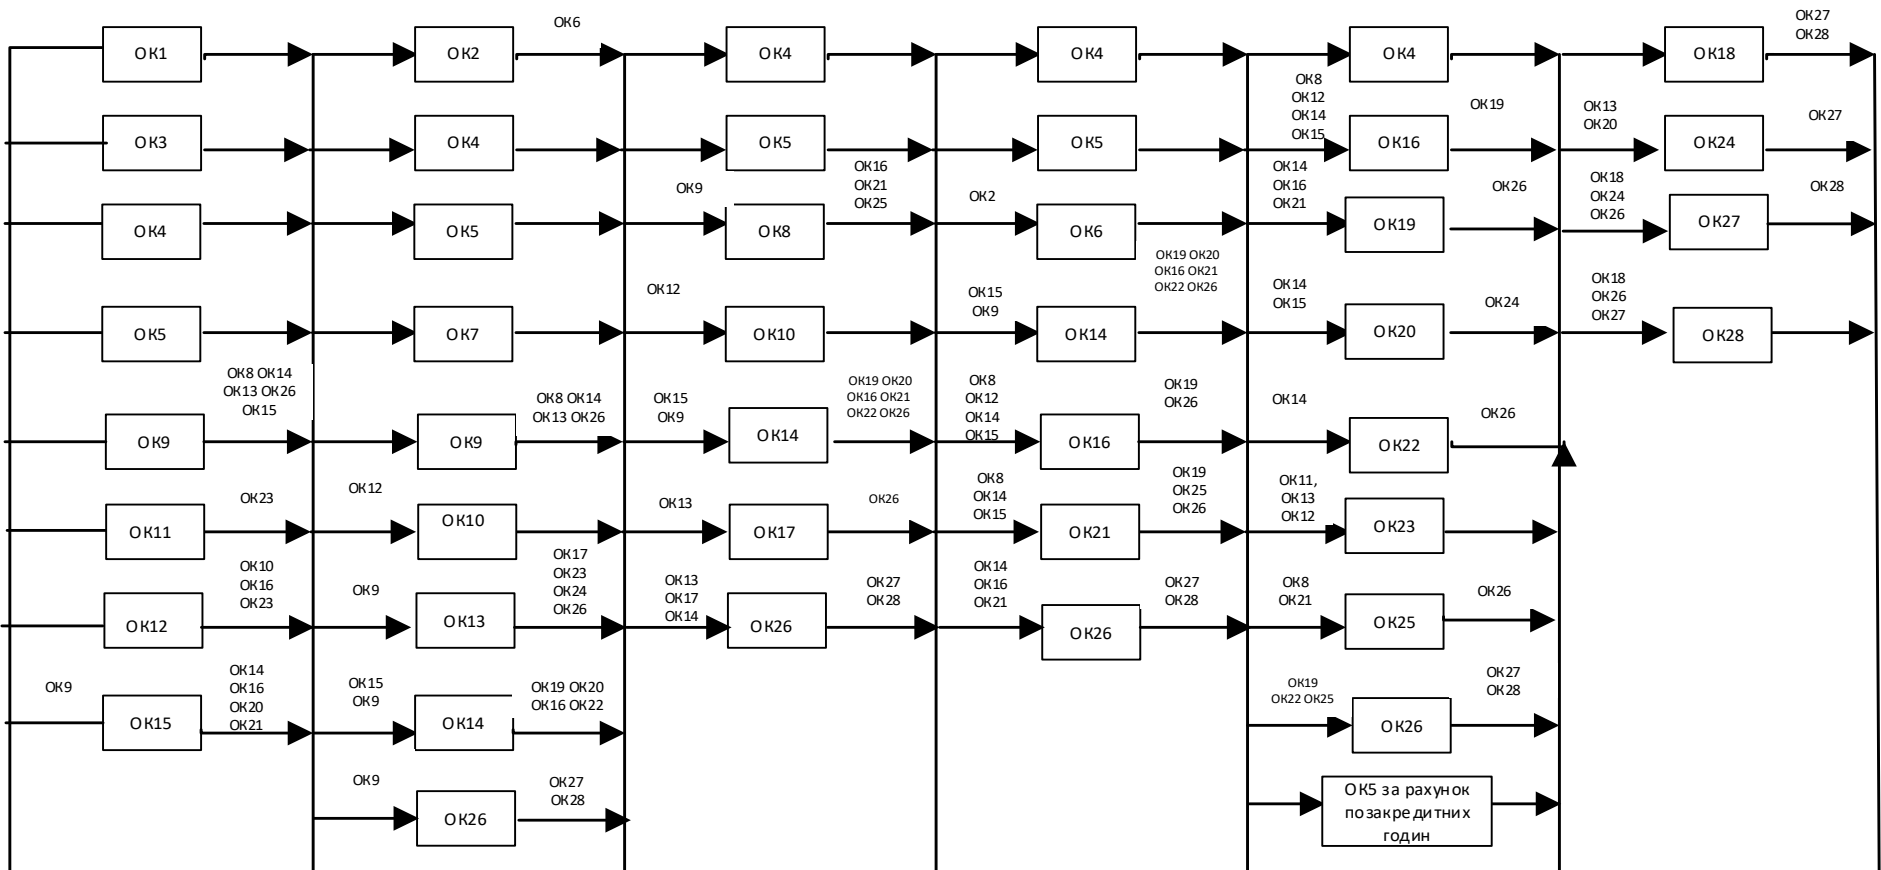 ОК1
ОК2
ОК6
ОК4
ОК4
ОК4
ОК18
ОК27
ОК28
ОК3
ОК4
ОК5
ОК5
ОК8
ОК12
ОК14
ОК15
ОК16
ОК19
ОК13
ОК20
ОК24
ОК27
ОК4
ОК5
ОК9
ОК8
ОК16
ОК21
ОК25
ОК2
ОК6
ОК14
ОК16
ОК21
ОК19
ОК26
ОК18
ОК24
ОК26
ОК27
ОК28
ОК5
ОК7
ОК12
ОК10
ОК15
ОК9
ОК14
ОК19 ОК20
ОК16 ОК21
ОК22 ОК26
ОК14
ОК15
ОК20
ОК24
ОК18
ОК26
ОК27
ОК28
ОК9
ОК8 ОК14
ОК13 ОК26
ОК15
ОК9
ОК8 ОК14
ОК13 ОК26
ОК15
ОК9
ОК14
ОК19 ОК20
ОК16 ОК21
ОК22 ОК26
ОК8
ОК12
ОК14
ОК15
ОК16
ОК19
ОК26
ОК14
ОК22
ОК26
ОК11
ОК23
ОК12
ОК10
ОК13
ОК17
ОК26
ОК8
ОК14
ОК15
ОК21
ОК19
ОК25
ОК26
ОК11,
ОК13
ОК12
ОК23
ОК12
ОК10
ОК16
ОК23
ОК9
ОК13
ОК17
ОК23
ОК24
ОК26
ОК13
ОК17
ОК14
ОК26
ОК27
ОК28
ОК14
ОК16
ОК21
ОК26
ОК27
ОК28
ОК8
ОК21
ОК25
ОК26
ОК9
ОК15
ОК14
ОК16
ОК20
ОК21
ОК15
ОК9
ОК14
ОК19 ОК20
ОК16 ОК22
ОК19
ОК22 ОК25
ОК26
ОК27
ОК28
ОК9
ОК26
ОК27
ОК28
ОК5 за рахунок
позакредитних
годин